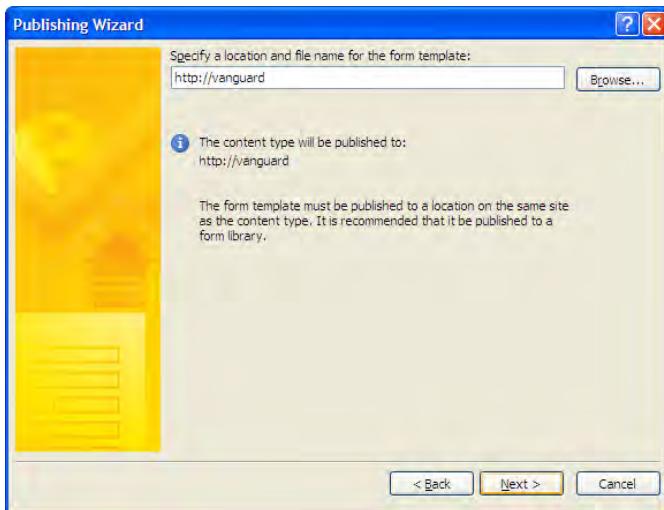 Publishing Wizard
Specify a location and file name for the form template:
http://vanguard
Browse...
The content type will be published to:
http://vanguard
The form template must be published to a location on the same site
as the content type. It is recommended that it be published to a
form library.
< Back
Next >
Cancel